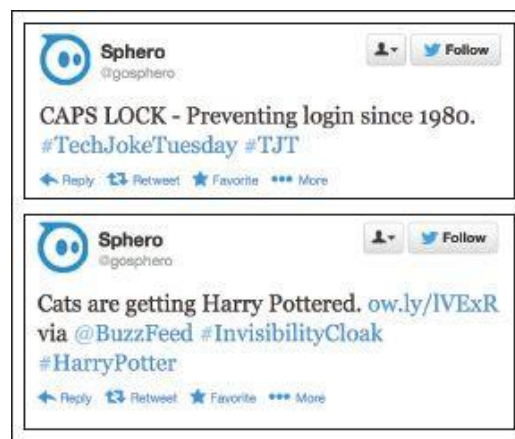 Sphero
@gosphero
Follow
CAPS LOCK - Preventing login since 1980.
#TechJokeTuesday #TJT
Reply Retweet Favorite More
Sphero
@gosphero
Follow
Cats are getting Harry Pottered. ow.ly/lVExR
via @BuzzFeed #InvisibilityCloak
#HarryPotter
Reply Retweet Favorite More